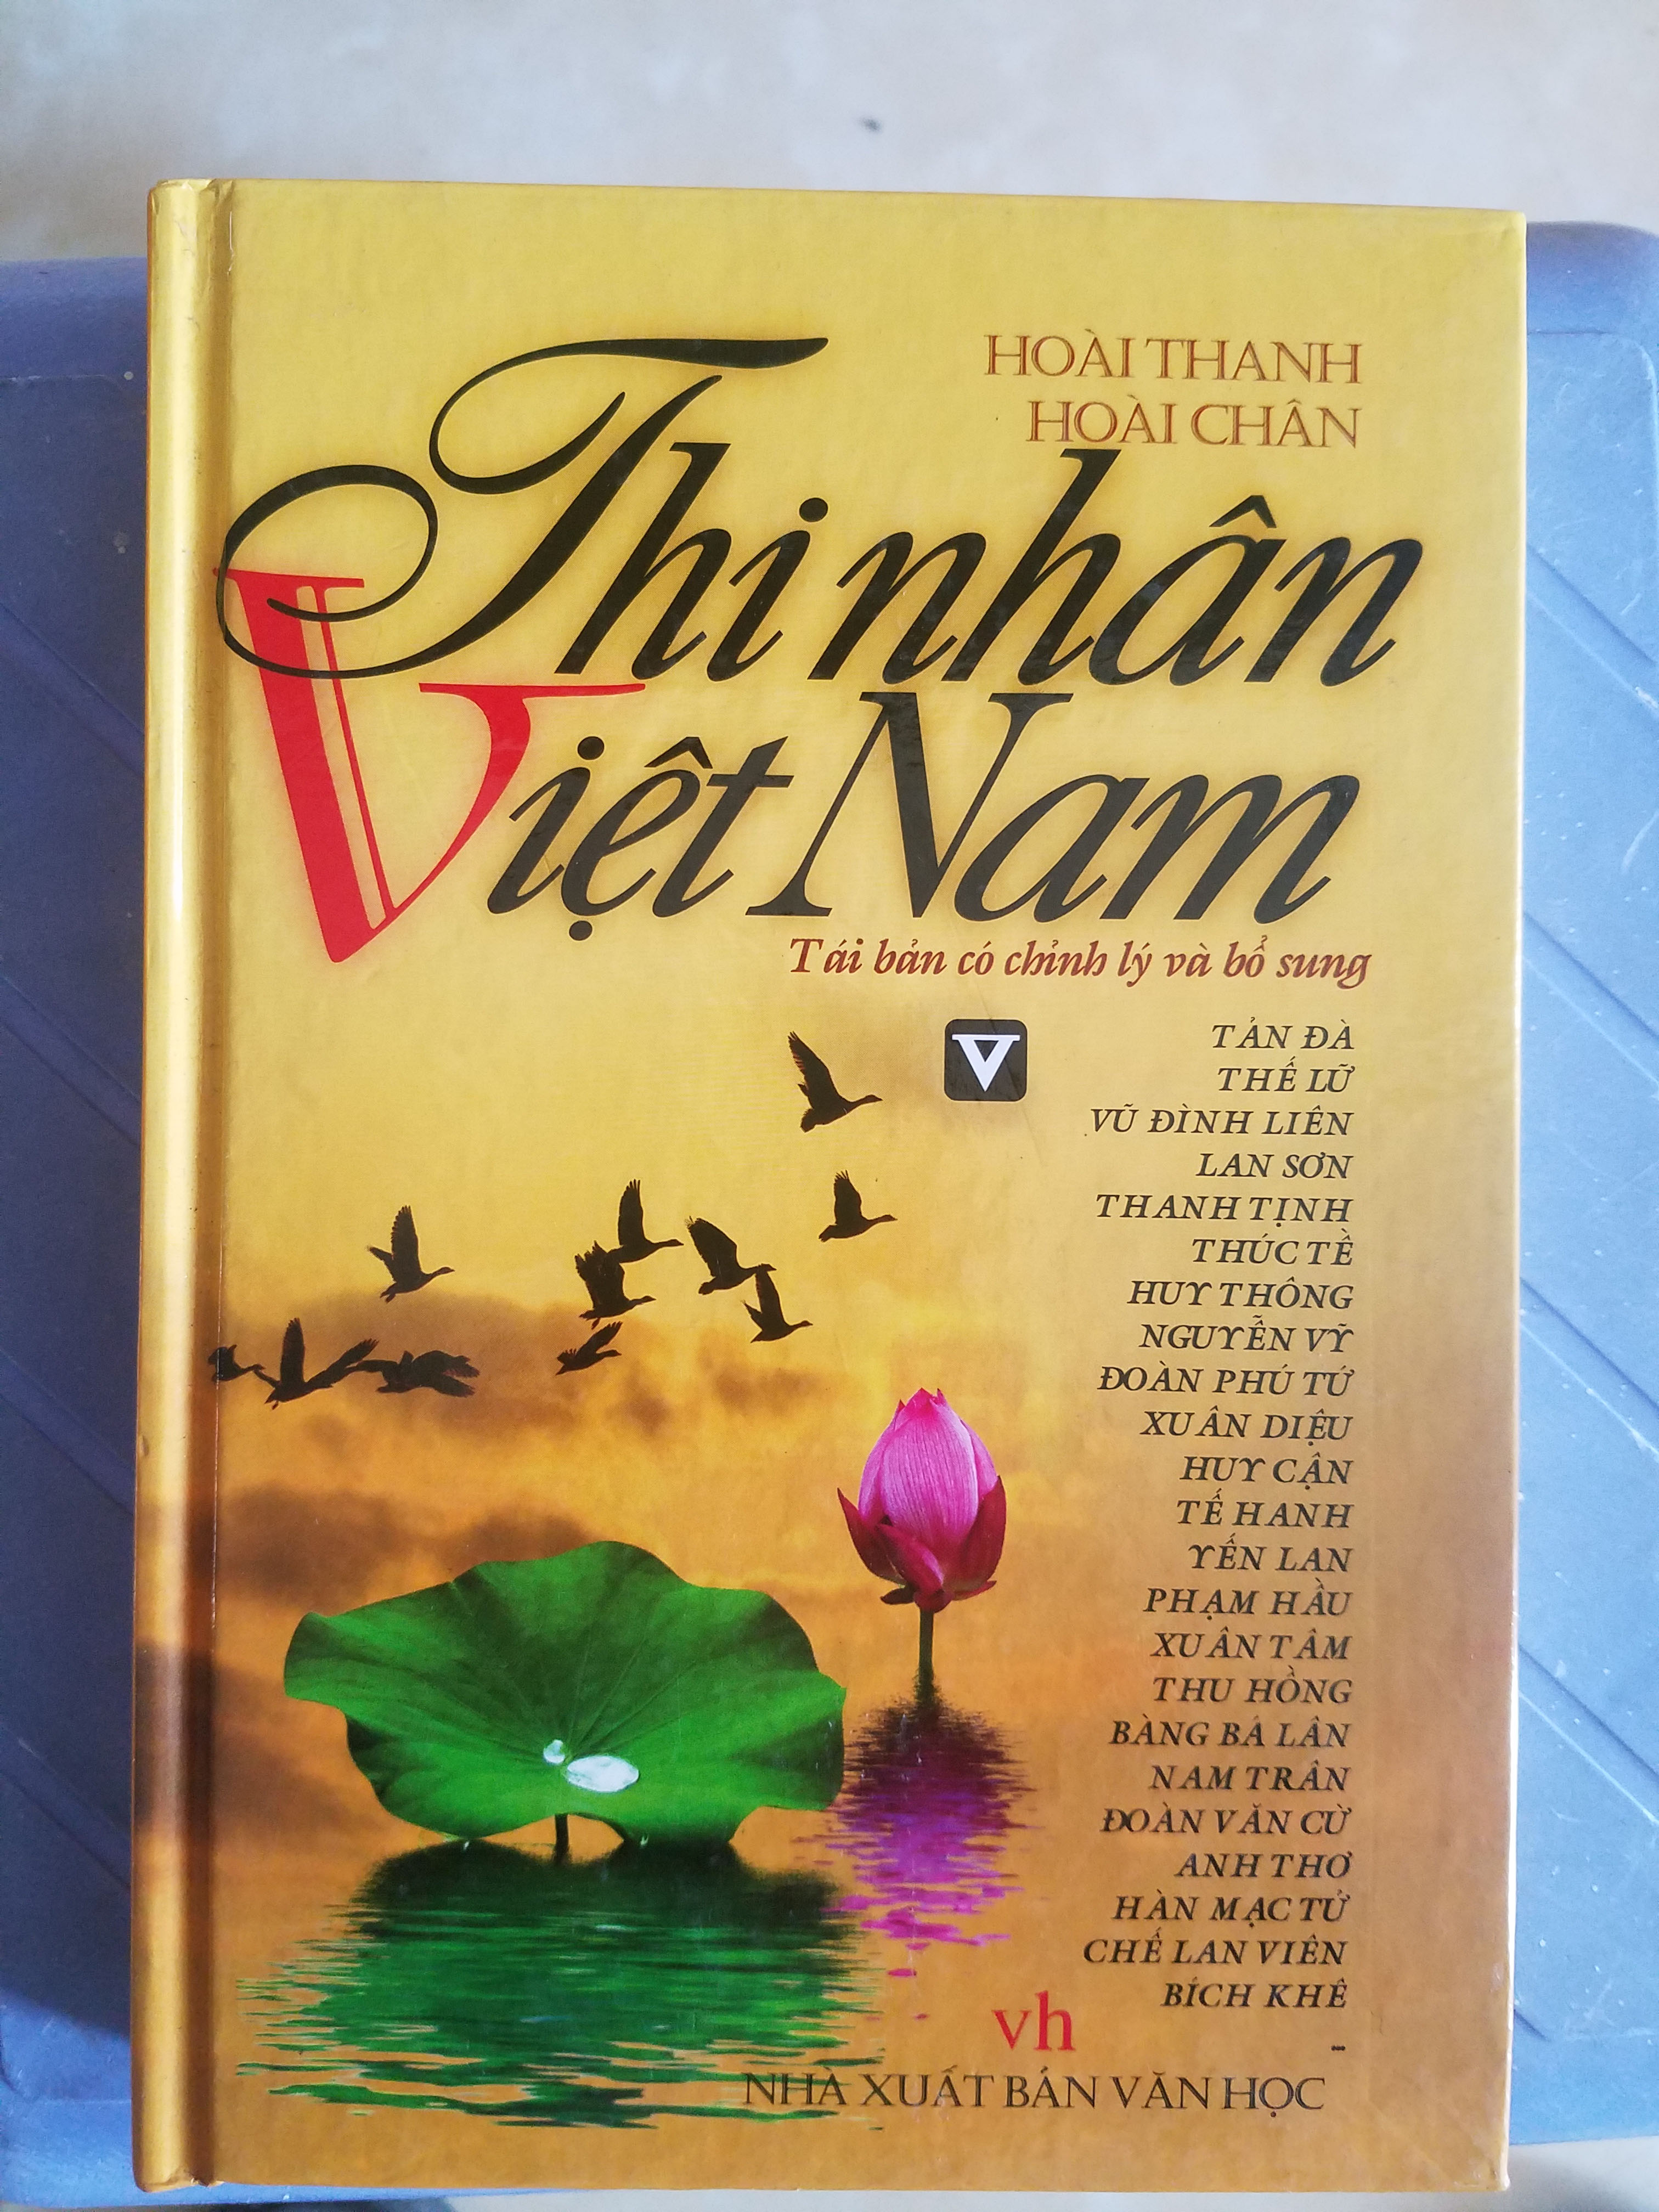 HOÀI THANH
HOÀI CHÂN
Thi nhân
Việt Nam
Tái bản có chỉnh lý và bổ sung
V
TẢN ĐÀ
THẾ LỮ
VŨ ĐÌNH LIÊN
LAN SƠN
THANH TỊNH
THÚC TỀ
HUY THÔNG
NGUYỄN VỸ
ĐOÀN PHÚ TỨ
XUÂN DIỆU
HUY CẬN
TẾ HANH
YẾN LAN
PHẠM HẦU
XUÂN TÂM
THU HỒNG
BÀNG BÁ LÂN
NAM TRÂN
ĐOÀN VĂN CỪ
ANH THƠ
HÀN MẠC TỬ
CHẾ LAN VIÊN
BÍCH KHÊ
...
vh
NHÀ XUẤT BẢN VĂN HỌC